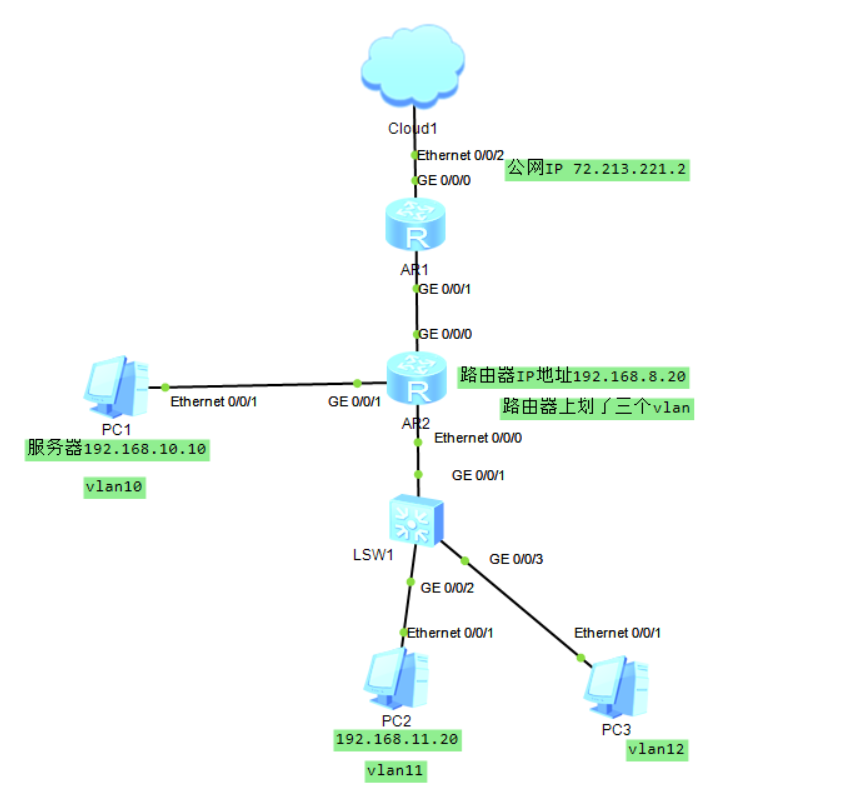 Cloud1
Ethernet 0/0/2
公网IP 72.213.221.2
GE 0/0/0
AR1
GE 0/0/1
GE 0/0/0
路由器IP地址192.168.8.20
Ethernet 0/0/1
GE 0/0/1
路由器上划了三个vlan
AR2
PC1
Ethernet 0/0/0
服务器192.168.10.10
GE 0/0/1
vlan10
LSW1
GE 0/0/3
GE 0/0/2
Ethernet 0/0/1
Ethernet 0/0/1
PC2
PC3
192.168.11.20
vlan12
vlan11